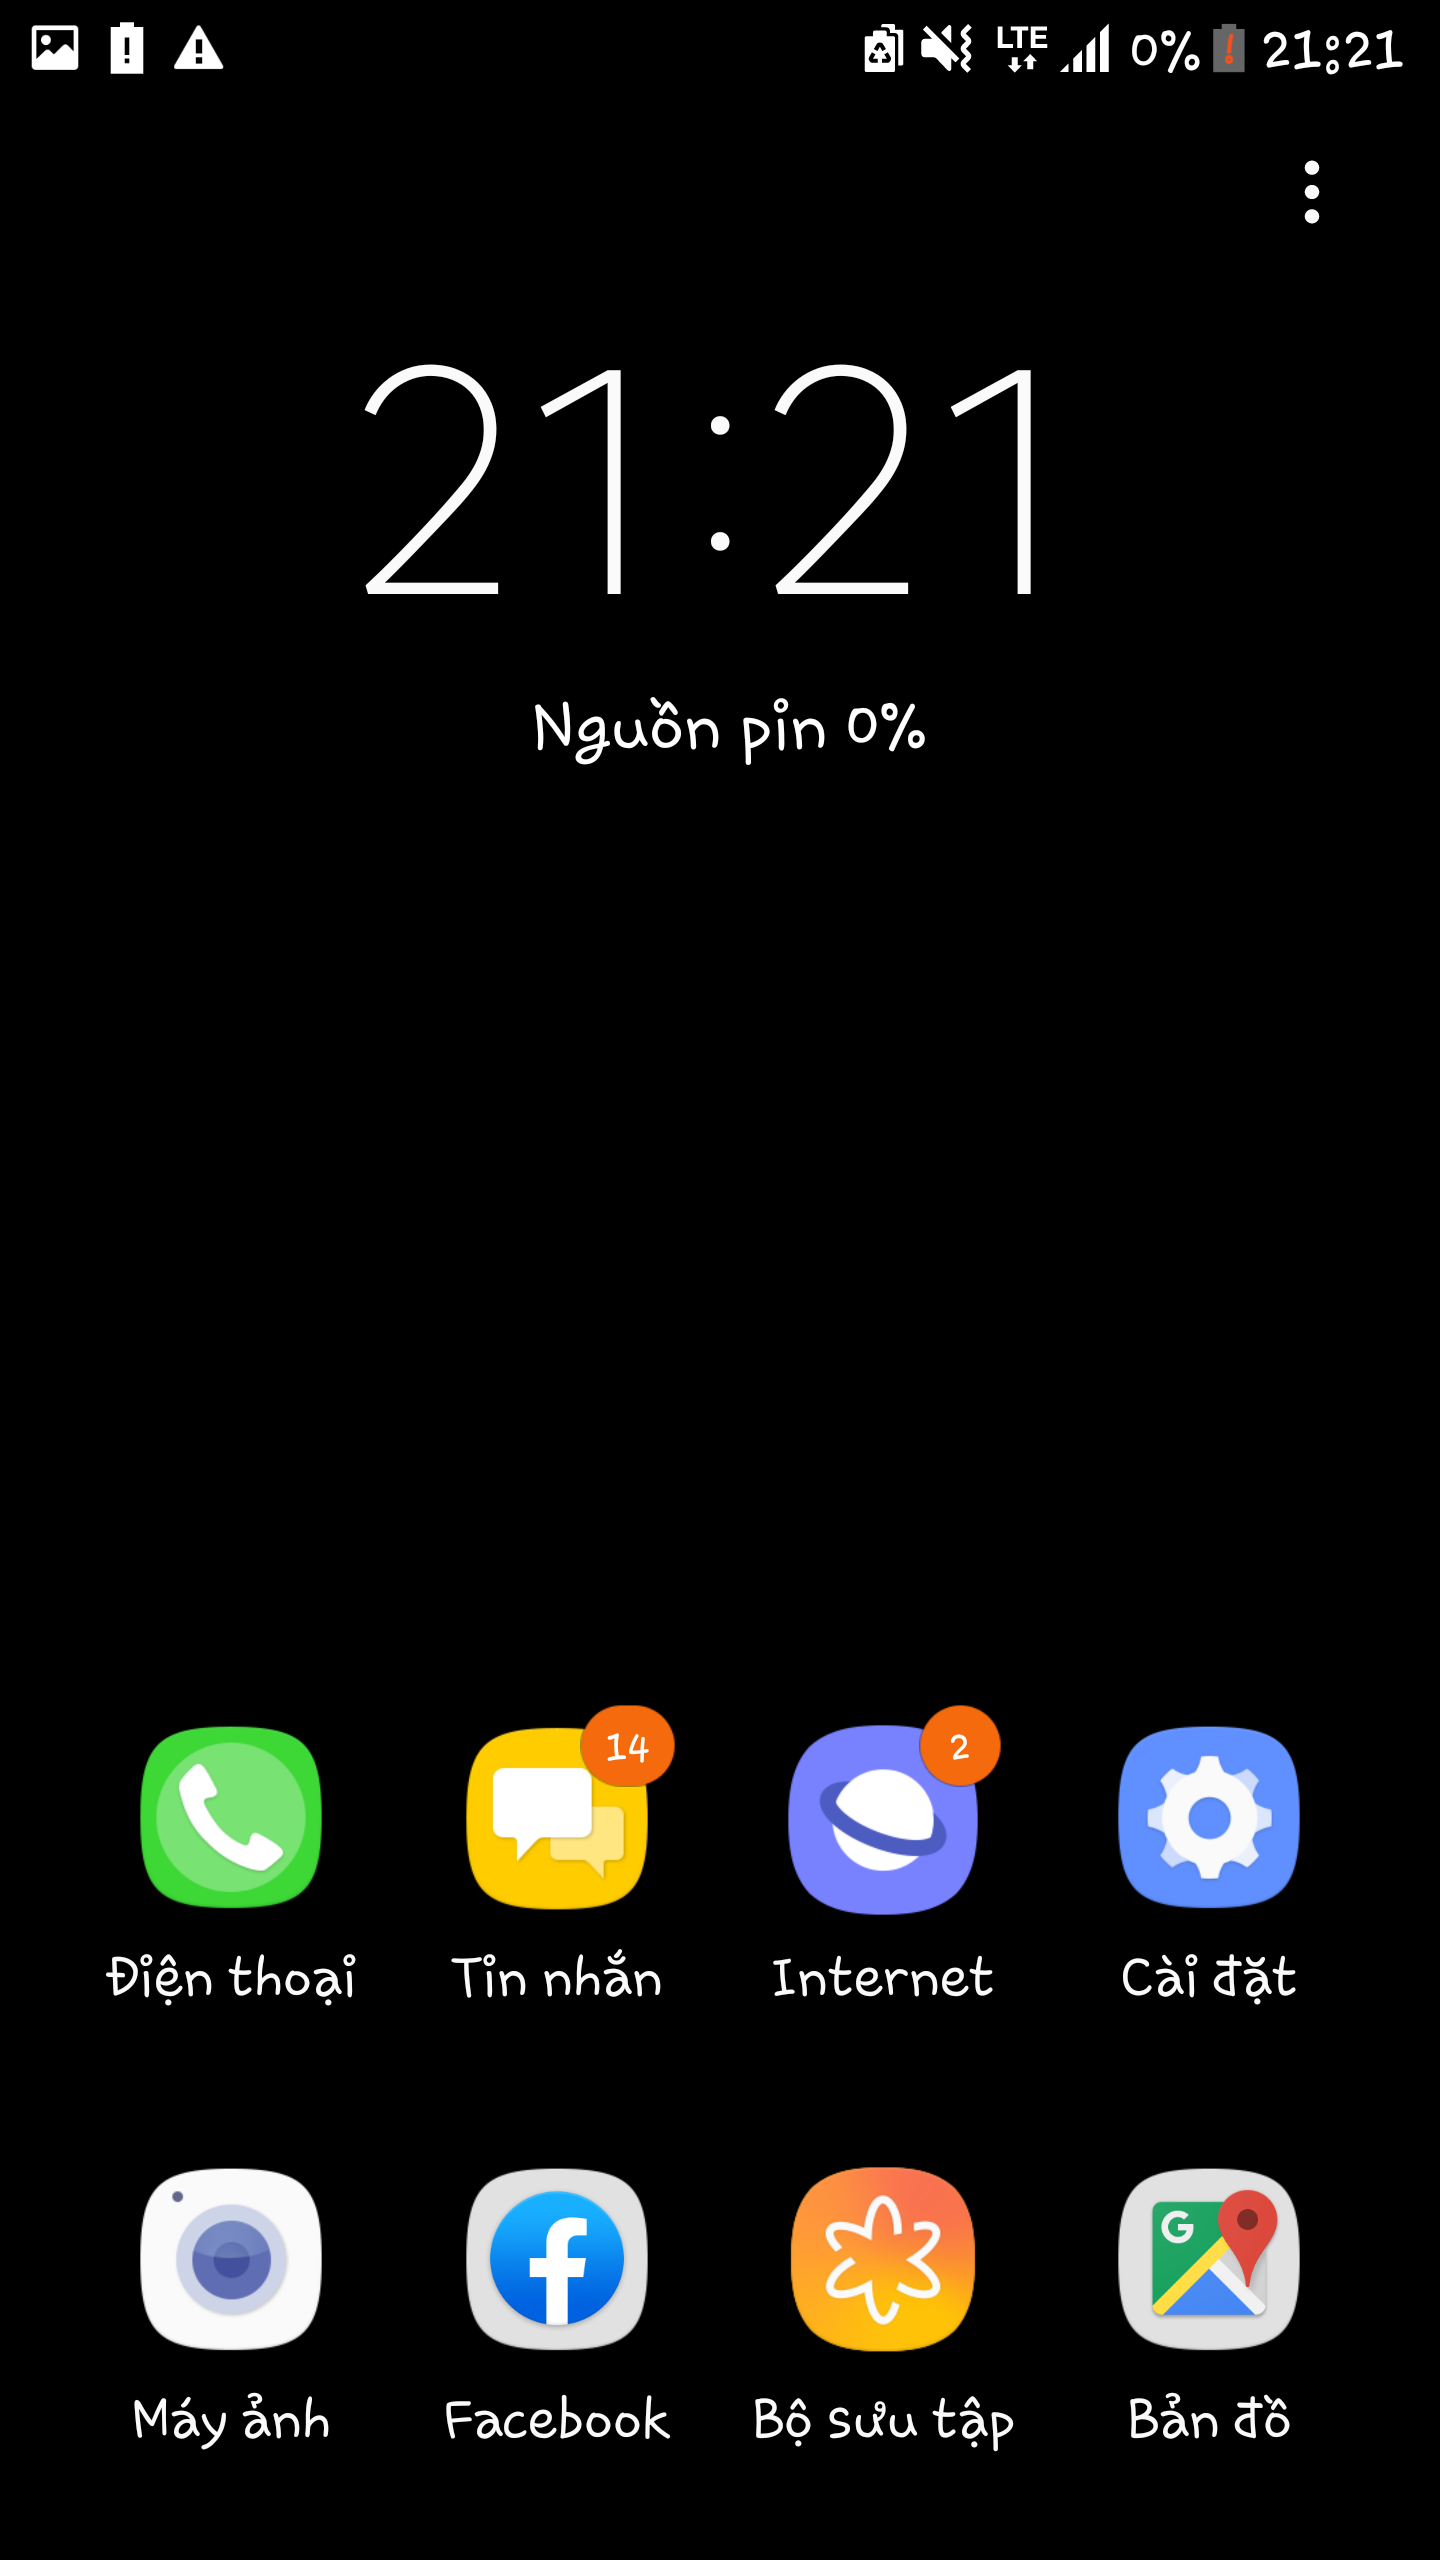 LTE 0% 21:21
21:21
Nguồn pin 0%
14 2
Điện thoại Tin nhắn Internet Cài đặt
G
Máy ảnh Facebook Bộ sưu tập Bản đồ